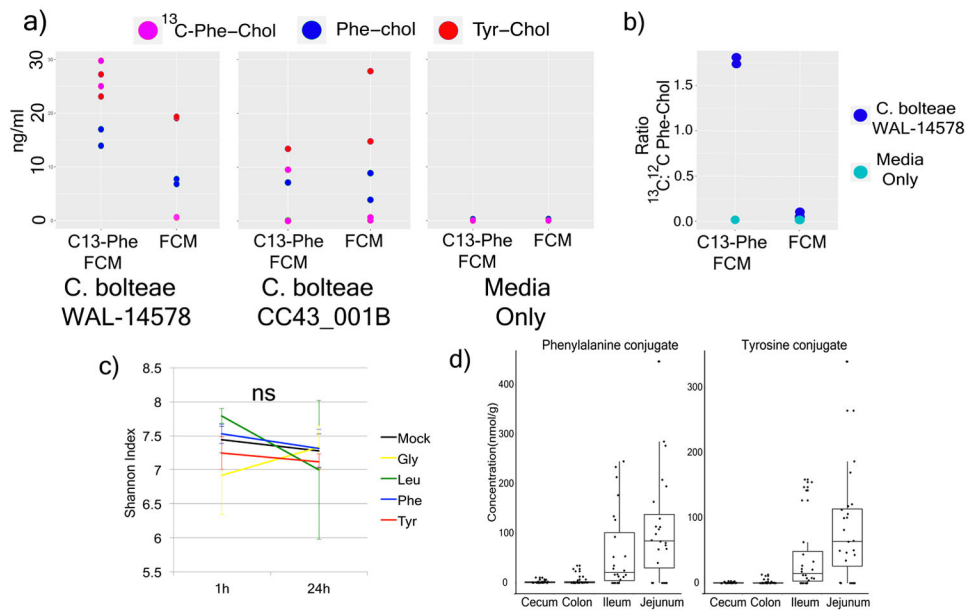 a)
13C-Phe-Chol Phe-chol Tyr-Chol
ng/ml
30
20
10
0
C13-Phe FCM
FCM
C. bolteae
WAL-14578
C13-Phe FCM
FCM
C. bolteae
CC43_001B
C13-Phe FCM
FCM
Media
Only
b)
Ratio
13C:12C Phe-Chol
1.5
1.0
0.5
0.0
C13-Phe FCM
FCM
C. bolteae
WAL-14578
Media
Only
c)
ns
Shannon Index
8.5
8
7.5
7
6.5
6
5.5
1h 24h
Mock
Gly
Leu
Phe
Tyr
d)
Phenylalanine conjugate
Concentration(nmol/g)
400
300
200
100
0
Cecum Colon Ileum Jejunum
Tyrosine conjugate
300
200
100
0
Cecum Colon Ileum Jejunum